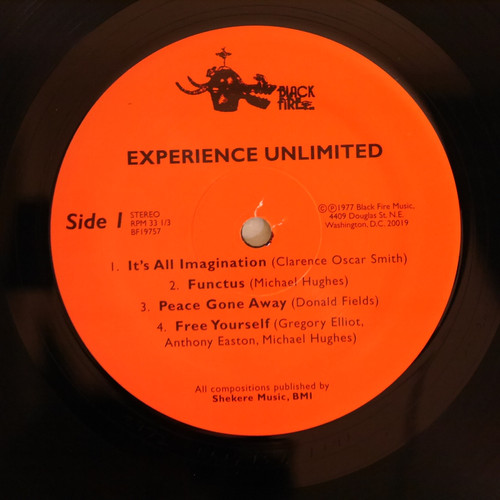 BLACK
FIRE
EXPERIENCE UNLIMITED
Side 1
STEREO
RPM 33 1/3
BF19757
©℗1977 Black Fire Music,
4409 Douglas St. N.E.
Washington, D.C. 20019
1. It's All Imagination (Clarence Oscar Smith)
2. Functus (Michael Hughes)
3. Peace Gone Away (Donald Fields)
4. Free Yourself (Gregory Elliot,
Anthony Easton, Michael Hughes)
All compositions published by
Shekere Music, BMI